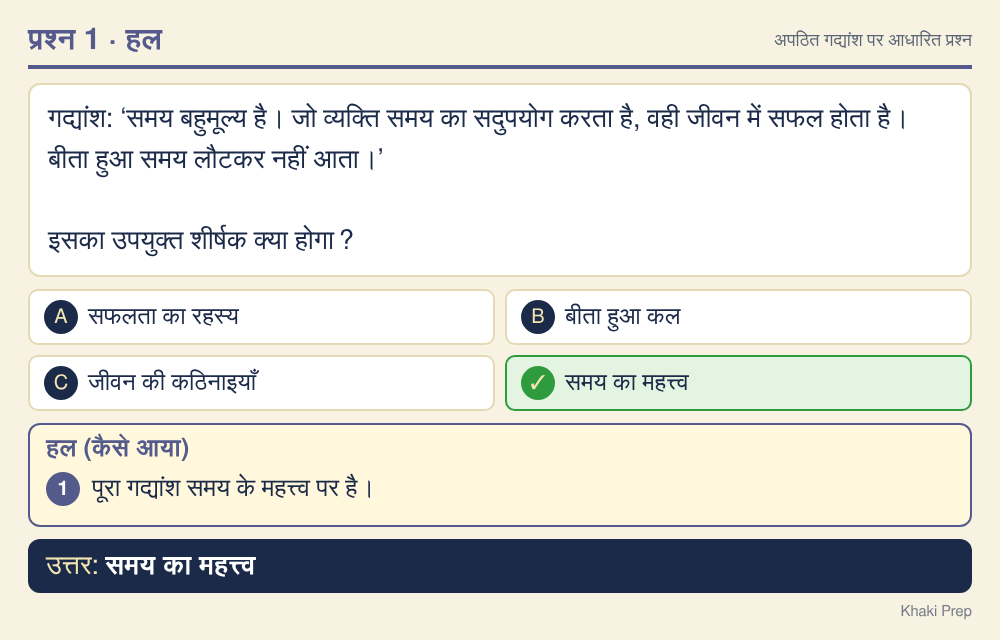 प्रश्न 1 · हल
अपठित गद्यांश पर आधारित प्रश्न
गद्यांश: ‘समय बहुमूल्य है। जो व्यक्ति समय का सदुपयोग करता है, वही जीवन में सफल होता है।
बीता हुआ समय लौटकर नहीं आता।’
इसका उपयुक्त शीर्षक क्या होगा?
A सफलता का रहस्य
B बीता हुआ कल
C जीवन की कठिनाइयाँ
✓ समय का महत्त्व
हल (कैसे आया)
1 पूरा गद्यांश समय के महत्त्व पर है।
उत्तर: समय का महत्त्व
Khaki Prep